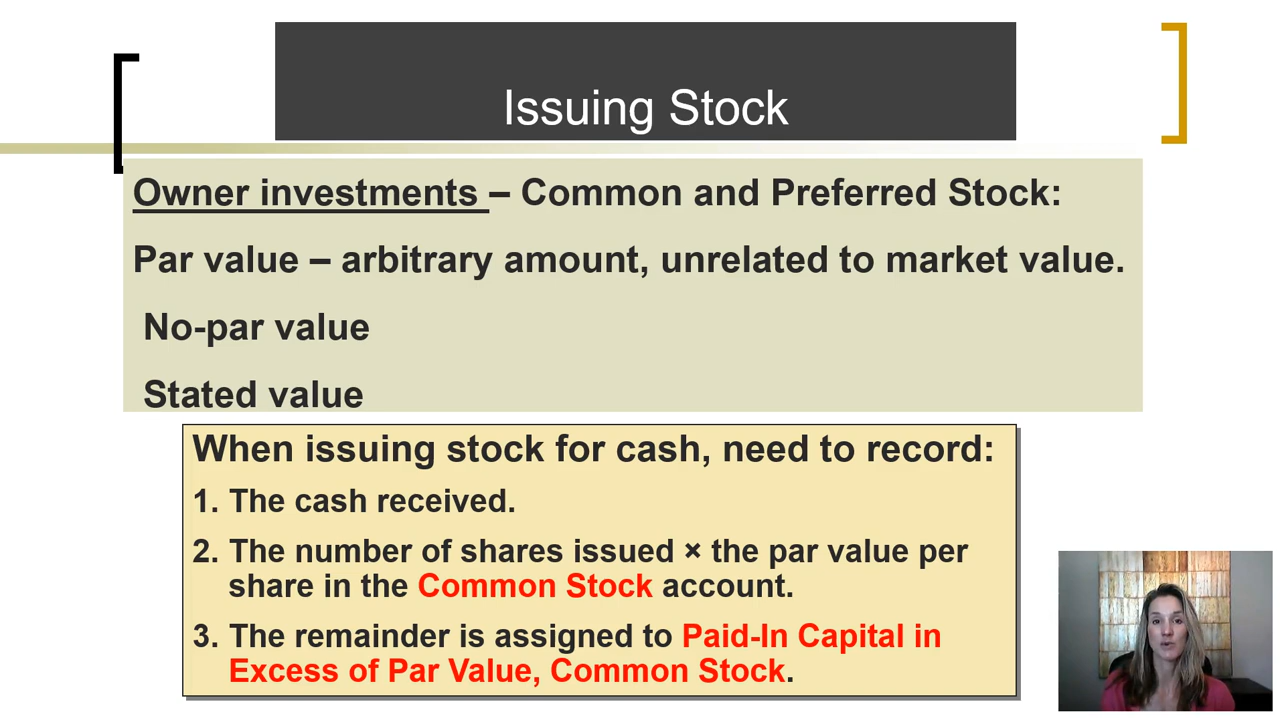 Issuing Stock
Owner investments – Common and Preferred Stock:
Par value – arbitrary amount, unrelated to market value.
No-par value
Stated value
When issuing stock for cash, need to record:
1. The cash received.
2. The number of shares issued × the par value per
share in the Common Stock account.
3. The remainder is assigned to Paid-In Capital in
Excess of Par Value, Common Stock.